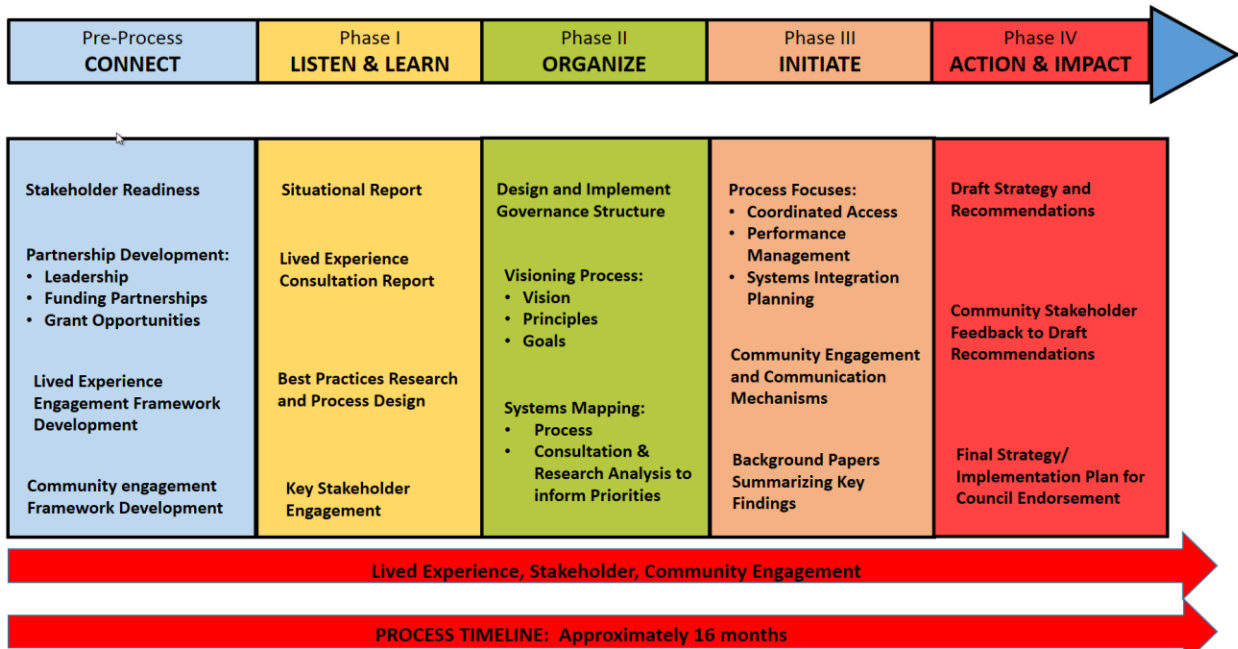 Pre-Process
CONNECT
Phase I
LISTEN & LEARN
Phase II
ORGANIZE
Phase III
INITIATE
Phase IV
ACTION & IMPACT
Stakeholder Readiness
Partnership Development:
• Leadership
• Funding Partnerships
• Grant Opportunities
Lived Experience
Engagement Framework
Development
Community engagement
Framework Development
Situational Report
Lived Experience
Consultation Report
Best Practices Research
and Process Design
Key Stakeholder
Engagement
Design and Implement
Governance Structure
Visioning Process:
• Vision
• Principles
• Goals
Systems Mapping:
• Process
• Consultation &
Research Analysis to
inform Priorities
Process Focuses:
• Coordinated Access
• Performance
Management
• Systems Integration
Planning
Community Engagement
and Communication
Mechanisms
Background Papers
Summarizing Key
Findings
Draft Strategy and
Recommendations
Community Stakeholder
Feedback to Draft
Recommendations
Final Strategy/
Implementation Plan for
Council Endorsement
Lived Experience, Stakeholder, Community Engagement
PROCESS TIMELINE: Approximately 16 months